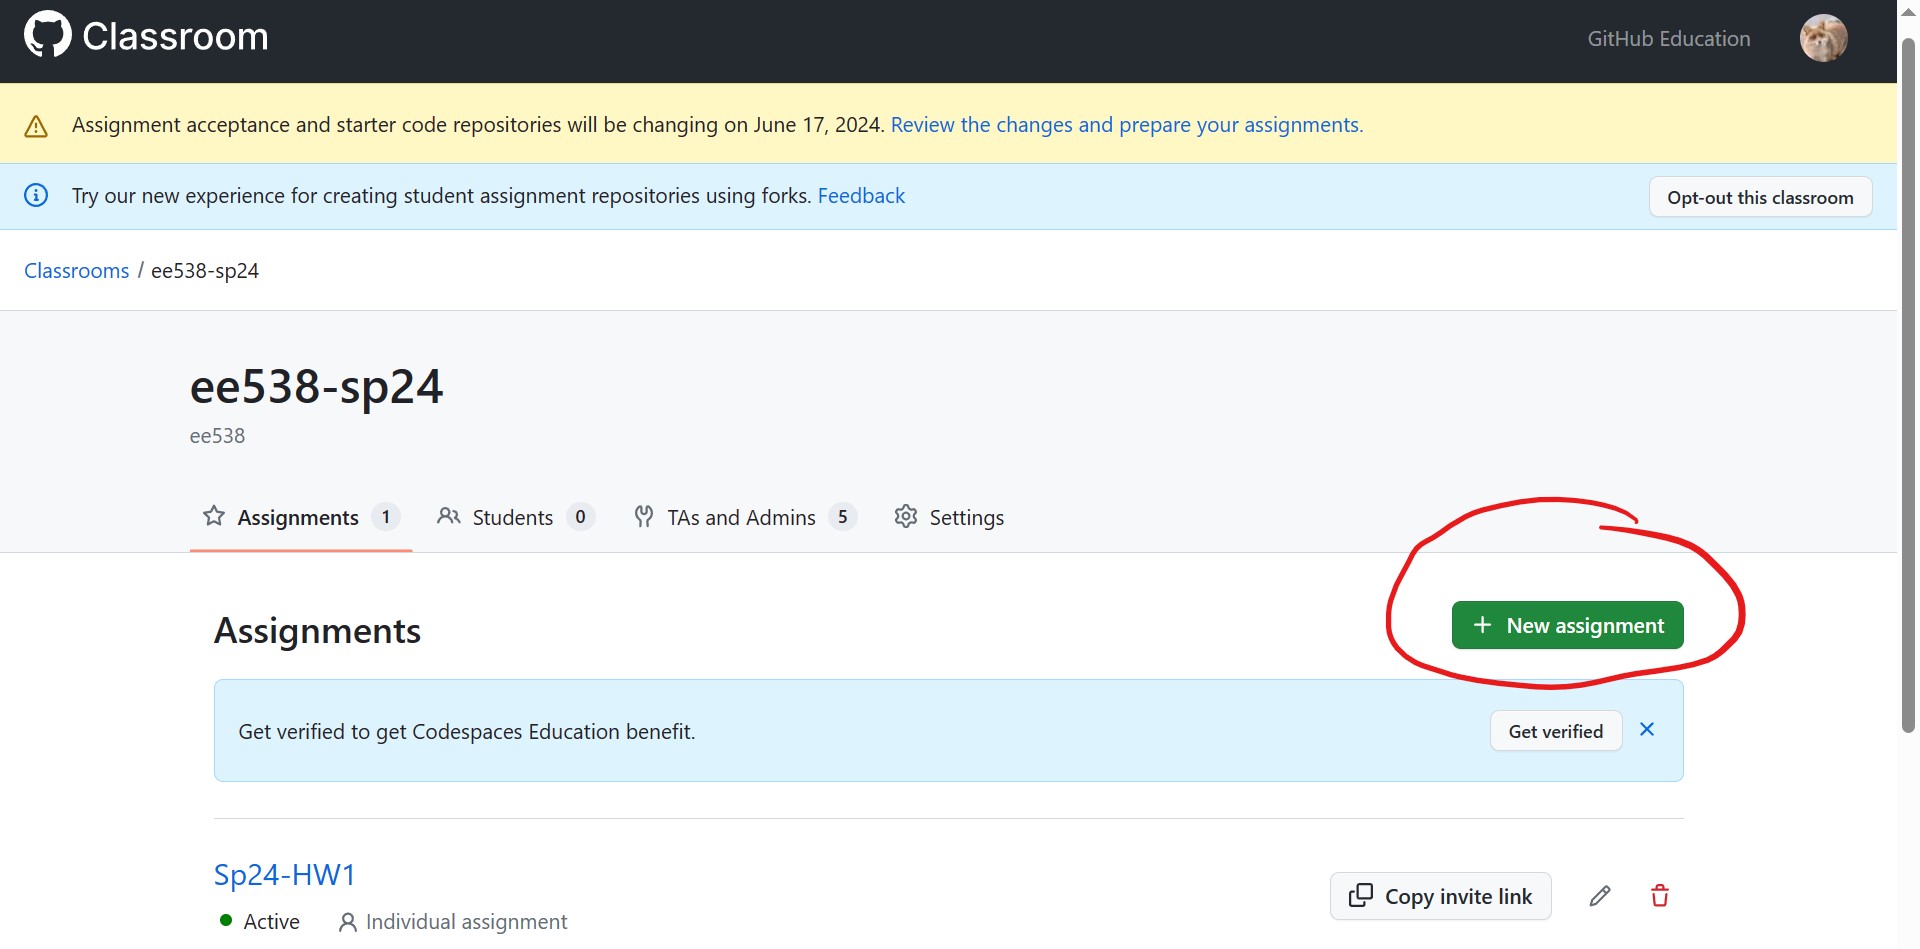 Classroom
GitHub Education
Assignment acceptance and starter code repositories will be changing on June 17, 2024. Review the changes and prepare your assignments.
Try our new experience for creating student assignment repositories using forks. Feedback
Opt-out this classroom
Classrooms / ee538-sp24
ee538-sp24
ee538
Assignments 1 Students 0 TAs and Admins 5 Settings
Assignments
+ New assignment
Get verified to get Codespaces Education benefit.
Get verified
Sp24-HW1
Copy invite link
Active Individual assignment